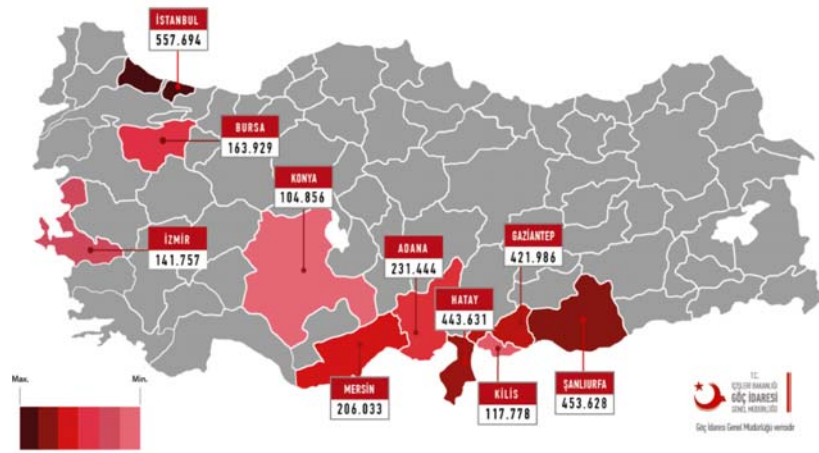 İSTANBUL
557.694
BURSA
163.929
KONYA
104.856
İZMİR
141.757
ADANA
231.444
GAZİANTEP
421.986
HATAY
443.631
MERSİN
206.033
KİLİS
117.778
ŞANLIURFA
453.628
Max.
Min.
T.C.
İÇİŞLERİ BAKANLIĞI
GÖÇ İDARESİ
GENEL MÜDÜRLÜĞÜ
Göç İdaresi Genel Müdürlüğü verisidir